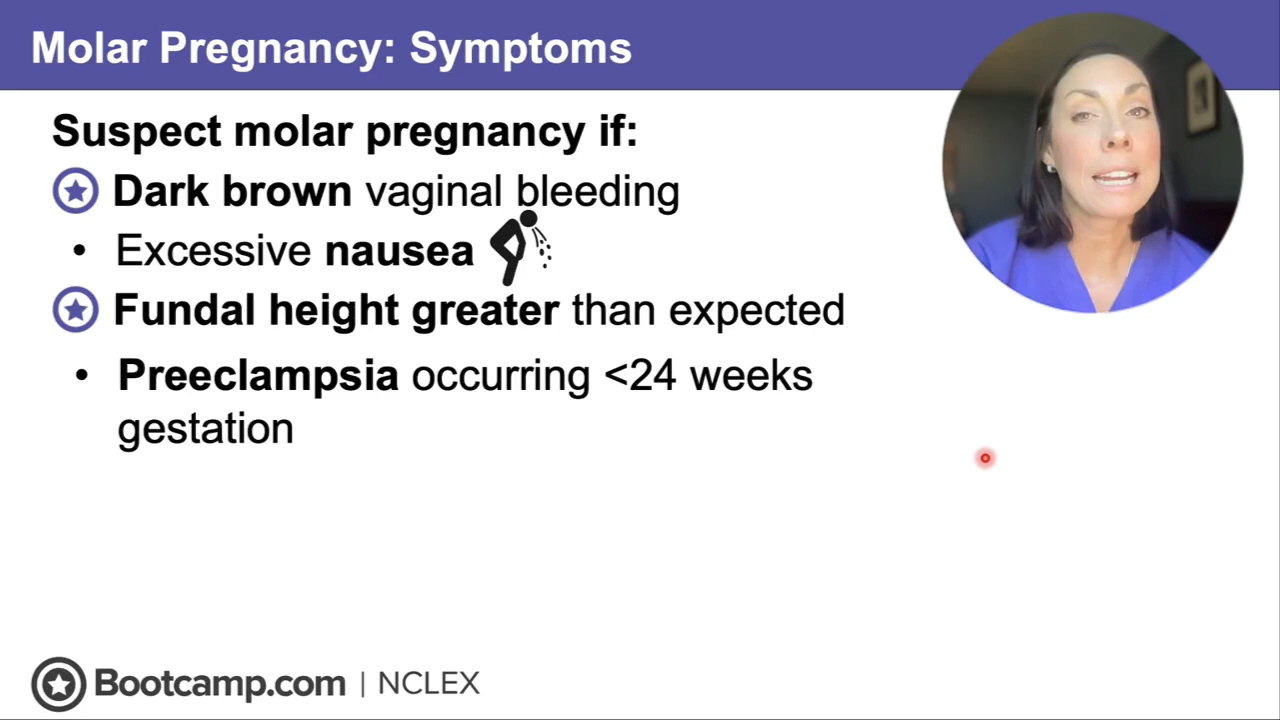 Molar Pregnancy: Symptoms
Suspect molar pregnancy if:
Dark brown vaginal bleeding
• Excessive nausea
Fundal height greater than expected
• Preeclampsia occurring <24 weeks
gestation
Bootcamp.com | NCLEX